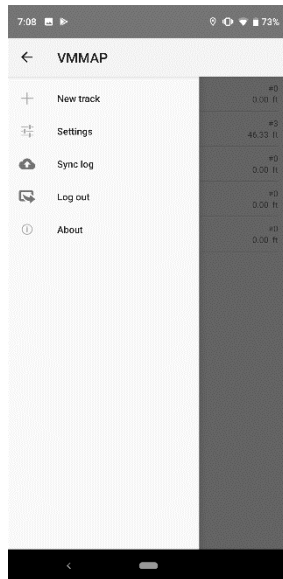 7:08
73%
VMMAP
New track
#0
0.00 ft
Settings
#3
46.33 ft
Sync log
#0
0.00 ft
Log out
#0
0.00 ft
About
#0
0.00 ft